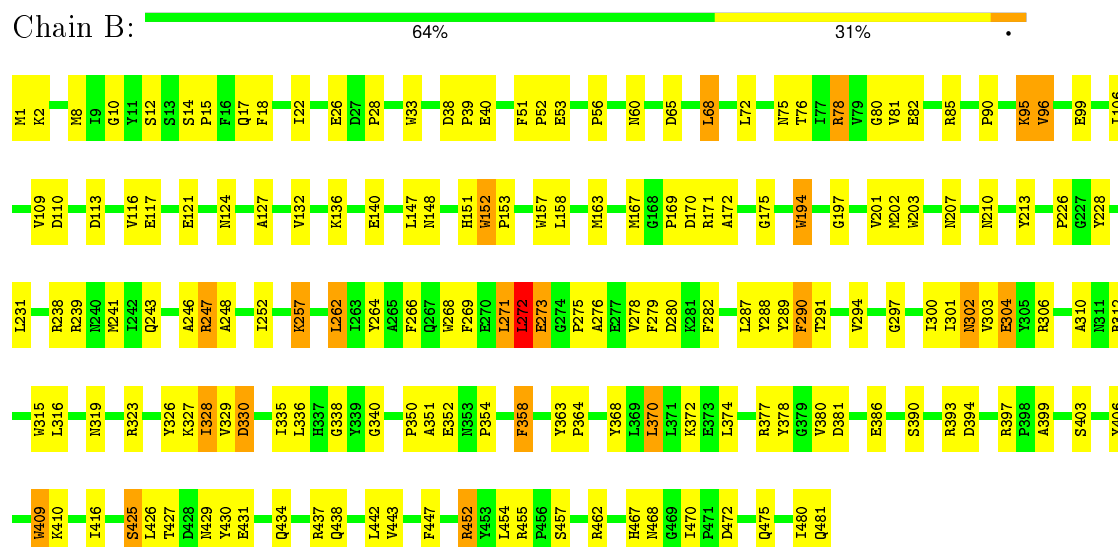 Chain B:
64% 31% •
M1 K2 M8 I9 G10 Y11 S12 S13 S14 P15 F16 Q17 F18 I22 E26 D27 P28 W33 D38 P39 E40 F51 P52 E53 P56 N60 D65 L68 L72 N75 T76 I77 R78 V79 G80 V81 E82 R85 P90 K95 V96 E99 I106
V109 D110 D113 V116 E117 E121 N124 A127 V132 K136 E140 L147 N148 H151 W152 P153 W157 L158 M163 M167 G168 P169 D170 R171 A172 G175 W194 G197 V201 M202 W203 N207 N210 Y213 P226 G227 Y228
L231 R238 R239 N240 M241 I242 Q243 A246 R247 A248 I252 K257 L262 I263 Y264 A265 F266 Q267 W268 F269 E270 L271 L272 E273 G274 P275 A276 E277 V278 F279 D280 K281 F282 L287 Y288 Y289 F290 T291 V294 G297 I300 I301 N302 V303 E304 Y305 R306 A310 N311 R312
W315 L316 N319 R323 Y326 K327 L328 V329 D330 I335 L336 H337 G338 Y339 G340 P350 A351 E352 N353 P354 F358 Y363 P364 Y368 L369 L370 L371 K372 E373 L374 R377 Y378 G379 V380 D381 E386 S390 R393 D394 R397 P398 A399 S403 Y406
W409 K410 I416 S425 L426 T427 D428 N429 Y430 E431 Q434 R437 Q438 L442 V443 F447 R452 Y453 L454 R455 P456 S457 R462 H467 N468 G469 I470 P471 D472 Q475 I480 Q481